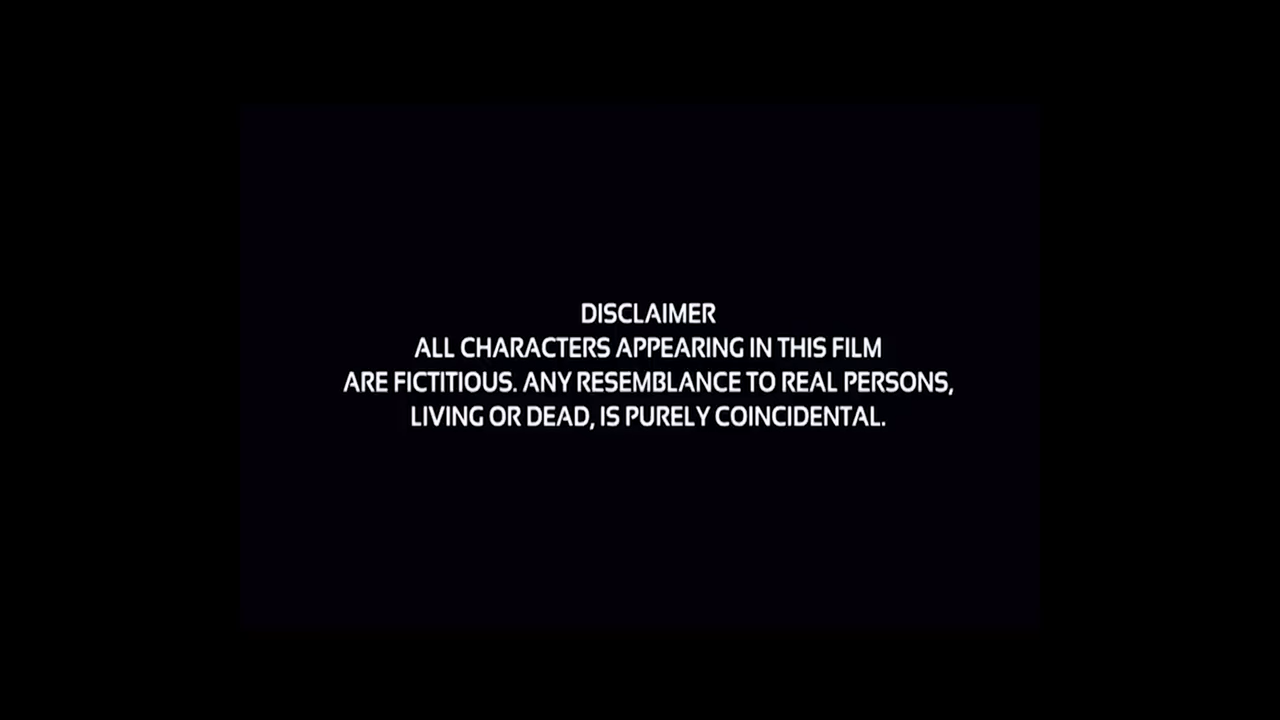 DISCLAIMER
ALL CHARACTERS APPEARING IN THIS FILM
ARE FICTITIOUS. ANY RESEMBLANCE TO REAL PERSONS,
LIVING OR DEAD, IS PURELY COINCIDENTAL.